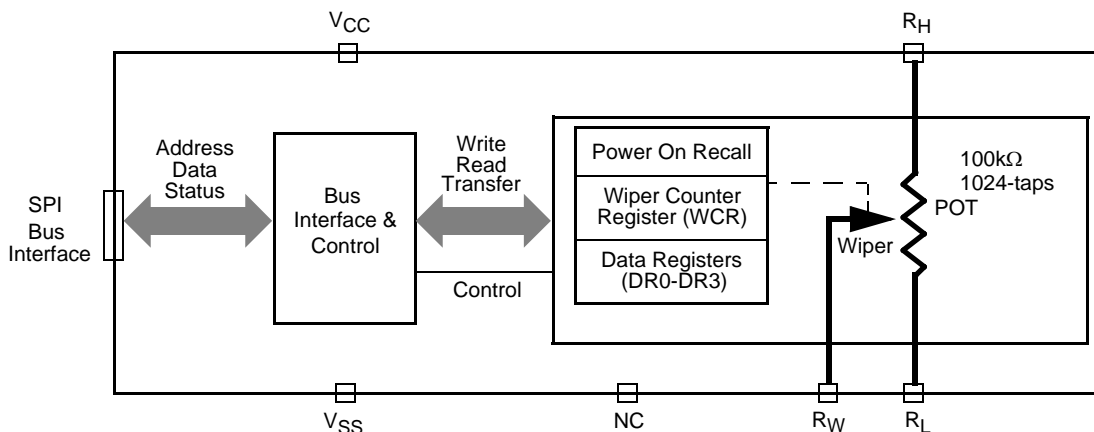 VCC
RH
Address
Data
Status
Write
Read
Transfer
Power On Recall
100kΩ
1024-taps
SPI
Bus
Interface
Bus
Interface &
Control
Wiper Counter
Register (WCR)
POT
Wiper
Data Registers
(DR0-DR3)
Control
VSS
NC
RW
RL